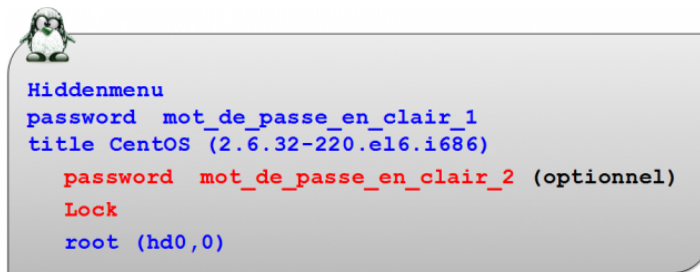 Hiddenmenu
password mot_de_passe_en_clair_1
title CentOS (2.6.32-220.el6.i686)
password mot_de_passe_en_clair_2 (optionnel)
Lock
root (hd0,0)